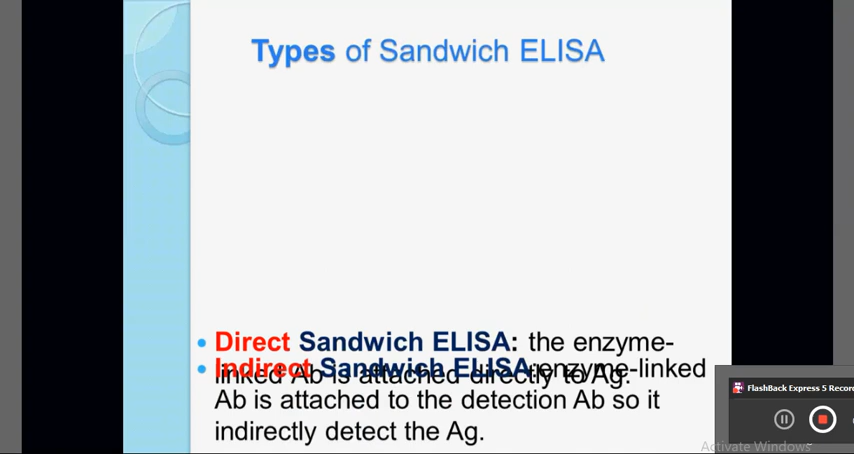 Types of Sandwich ELISA
Direct Sandwich ELISA: the enzyme-
linked Ab is attached directly to Ag.
Indirect Sandwich ELISA:enzyme-linked
Ab is attached to the detection Ab so it
indirectly detect the Ag.
FlashBack Express 5 Recor
Activate Windows